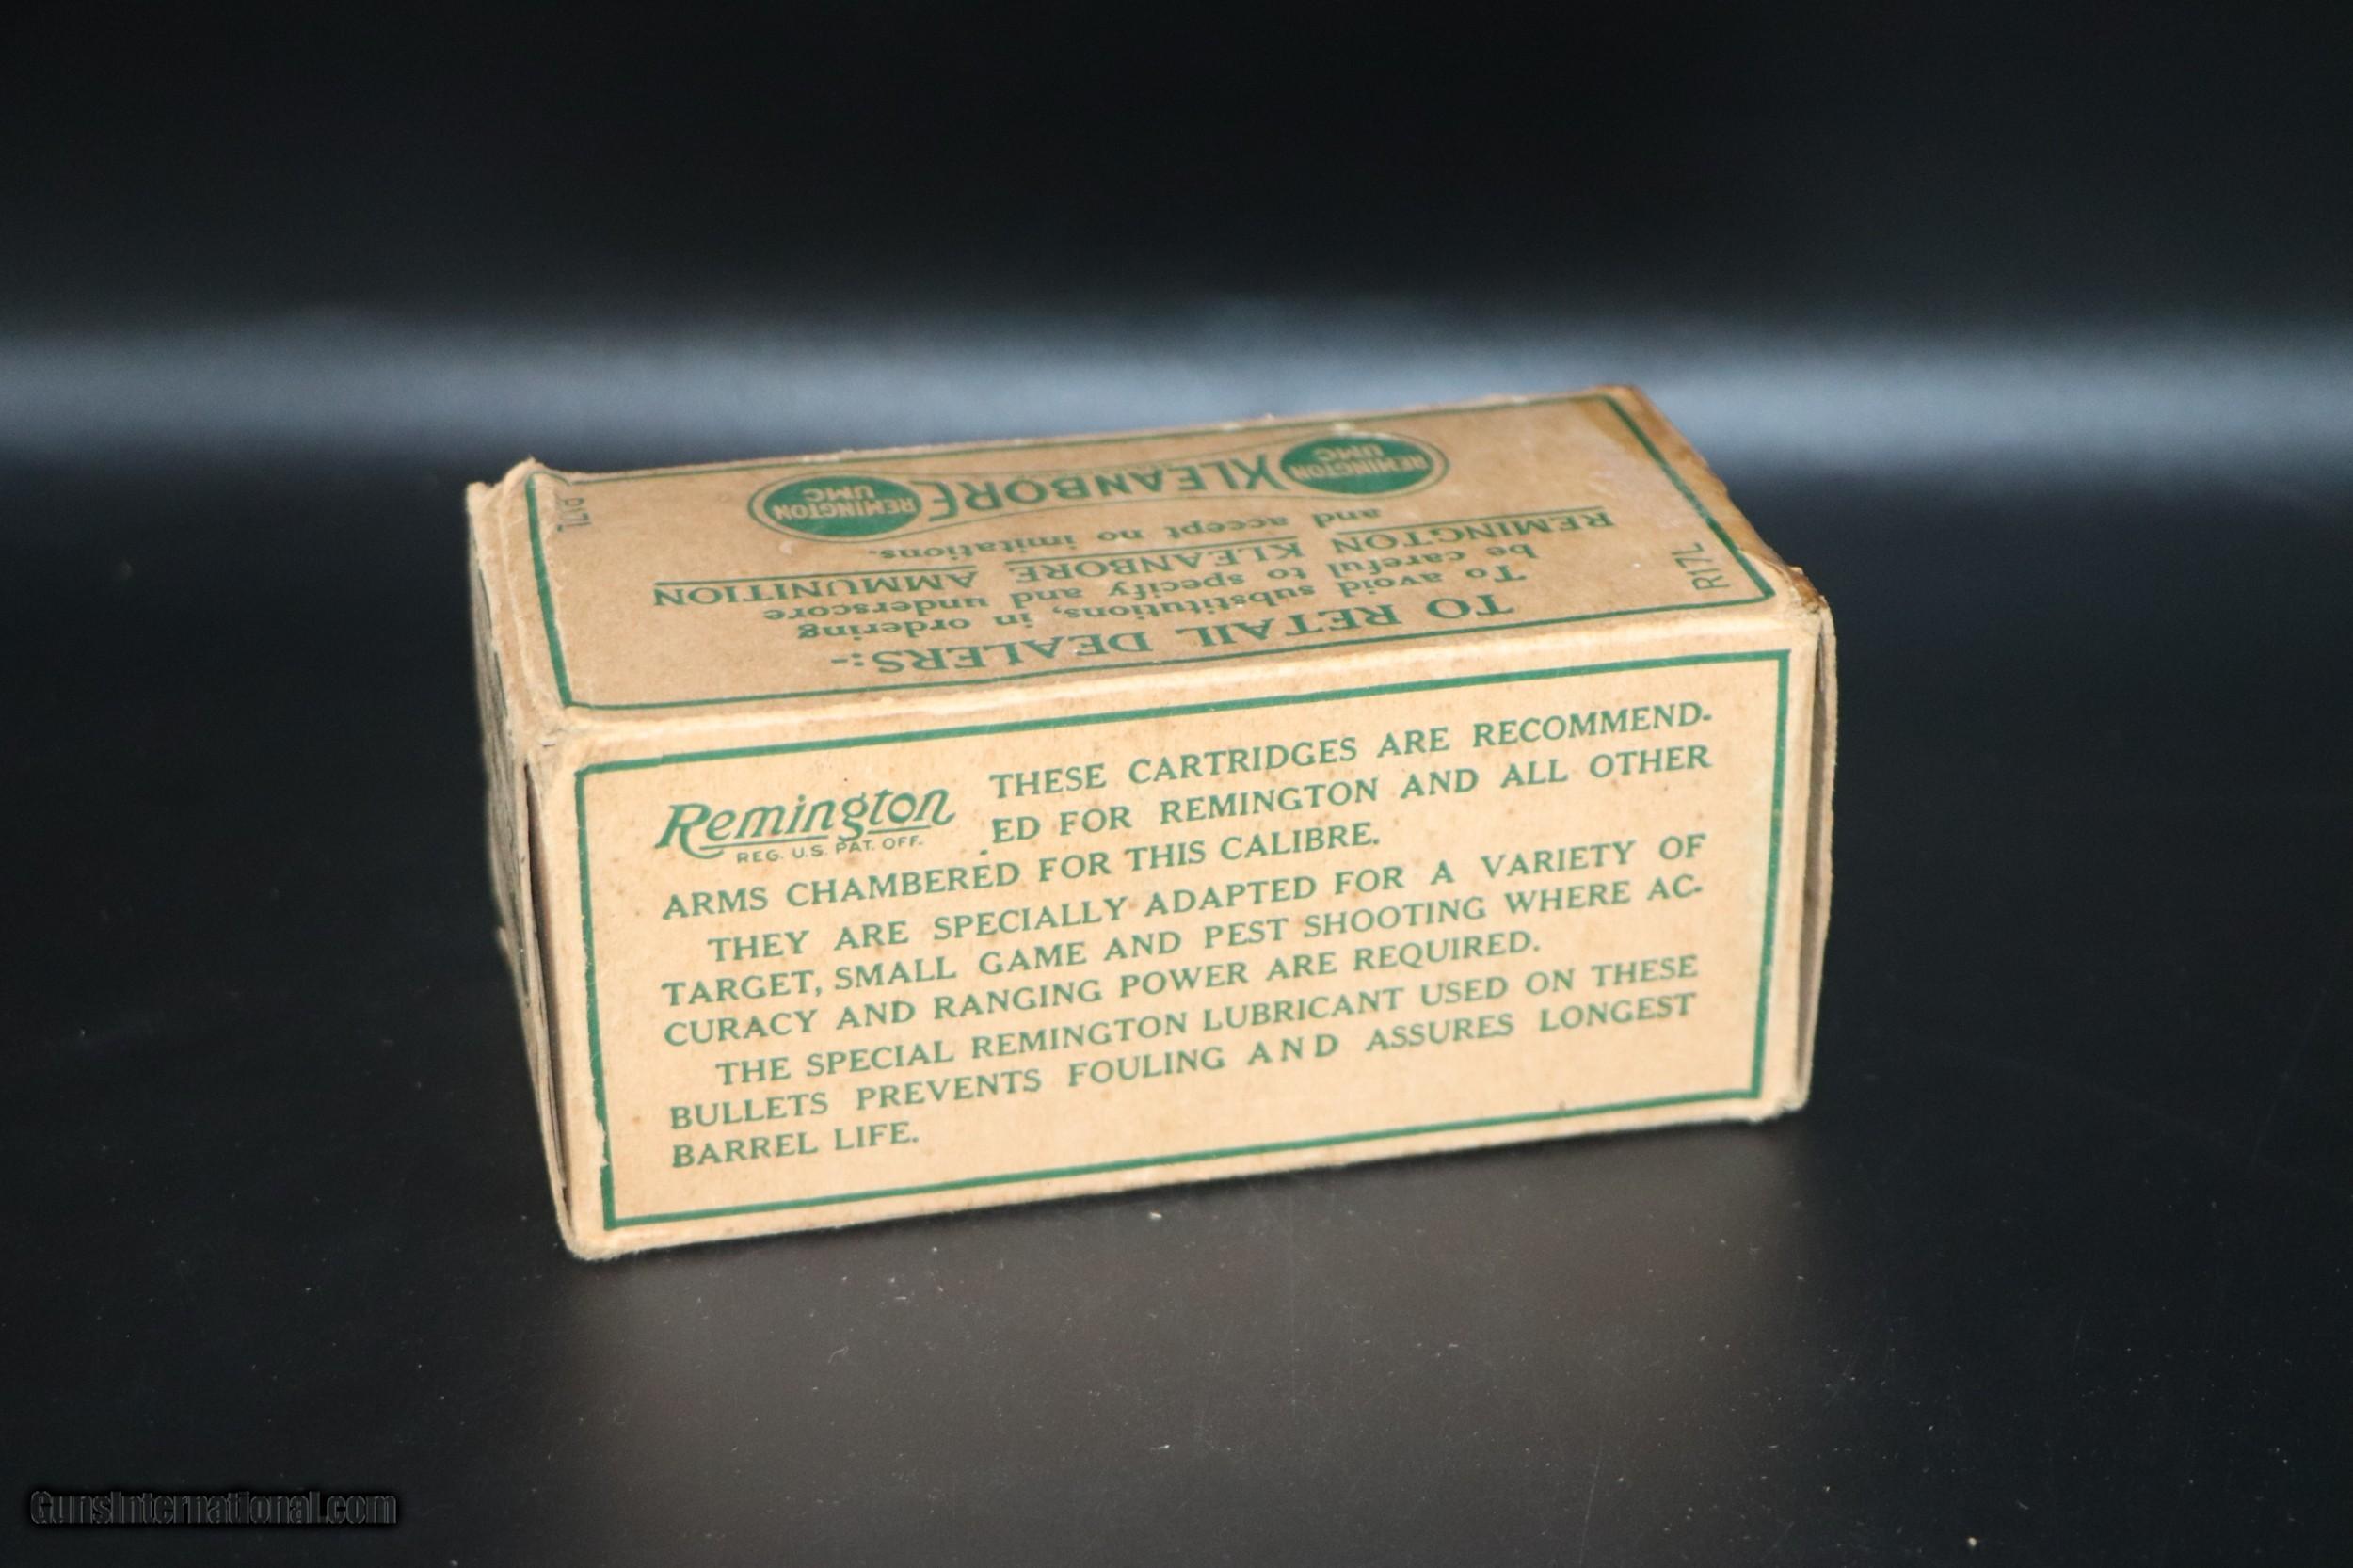 TO RETAIL DEALERS:-
To avoid substitutions, in ordering
be careful to specify and underscore
REMINGTON KLEANBORE AMMUNITION
and accept no imitations.
REMINGTON
UMC
KLEANBORE
REMINGTON
UMC
R17L
R17L
Remington
REG. U.S. PAT. OFF.
THESE CARTRIDGES ARE RECOMMEND-
ED FOR REMINGTON AND ALL OTHER
ARMS CHAMBERED FOR THIS CALIBRE.
THEY ARE SPECIALLY ADAPTED FOR A VARIETY OF
TARGET, SMALL GAME AND PEST SHOOTING WHERE AC-
CURACY AND RANGING POWER ARE REQUIRED.
THE SPECIAL REMINGTON LUBRICANT USED ON THESE
BULLETS PREVENTS FOULING AND ASSURES LONGEST
BARREL LIFE.
GunsInternational.com